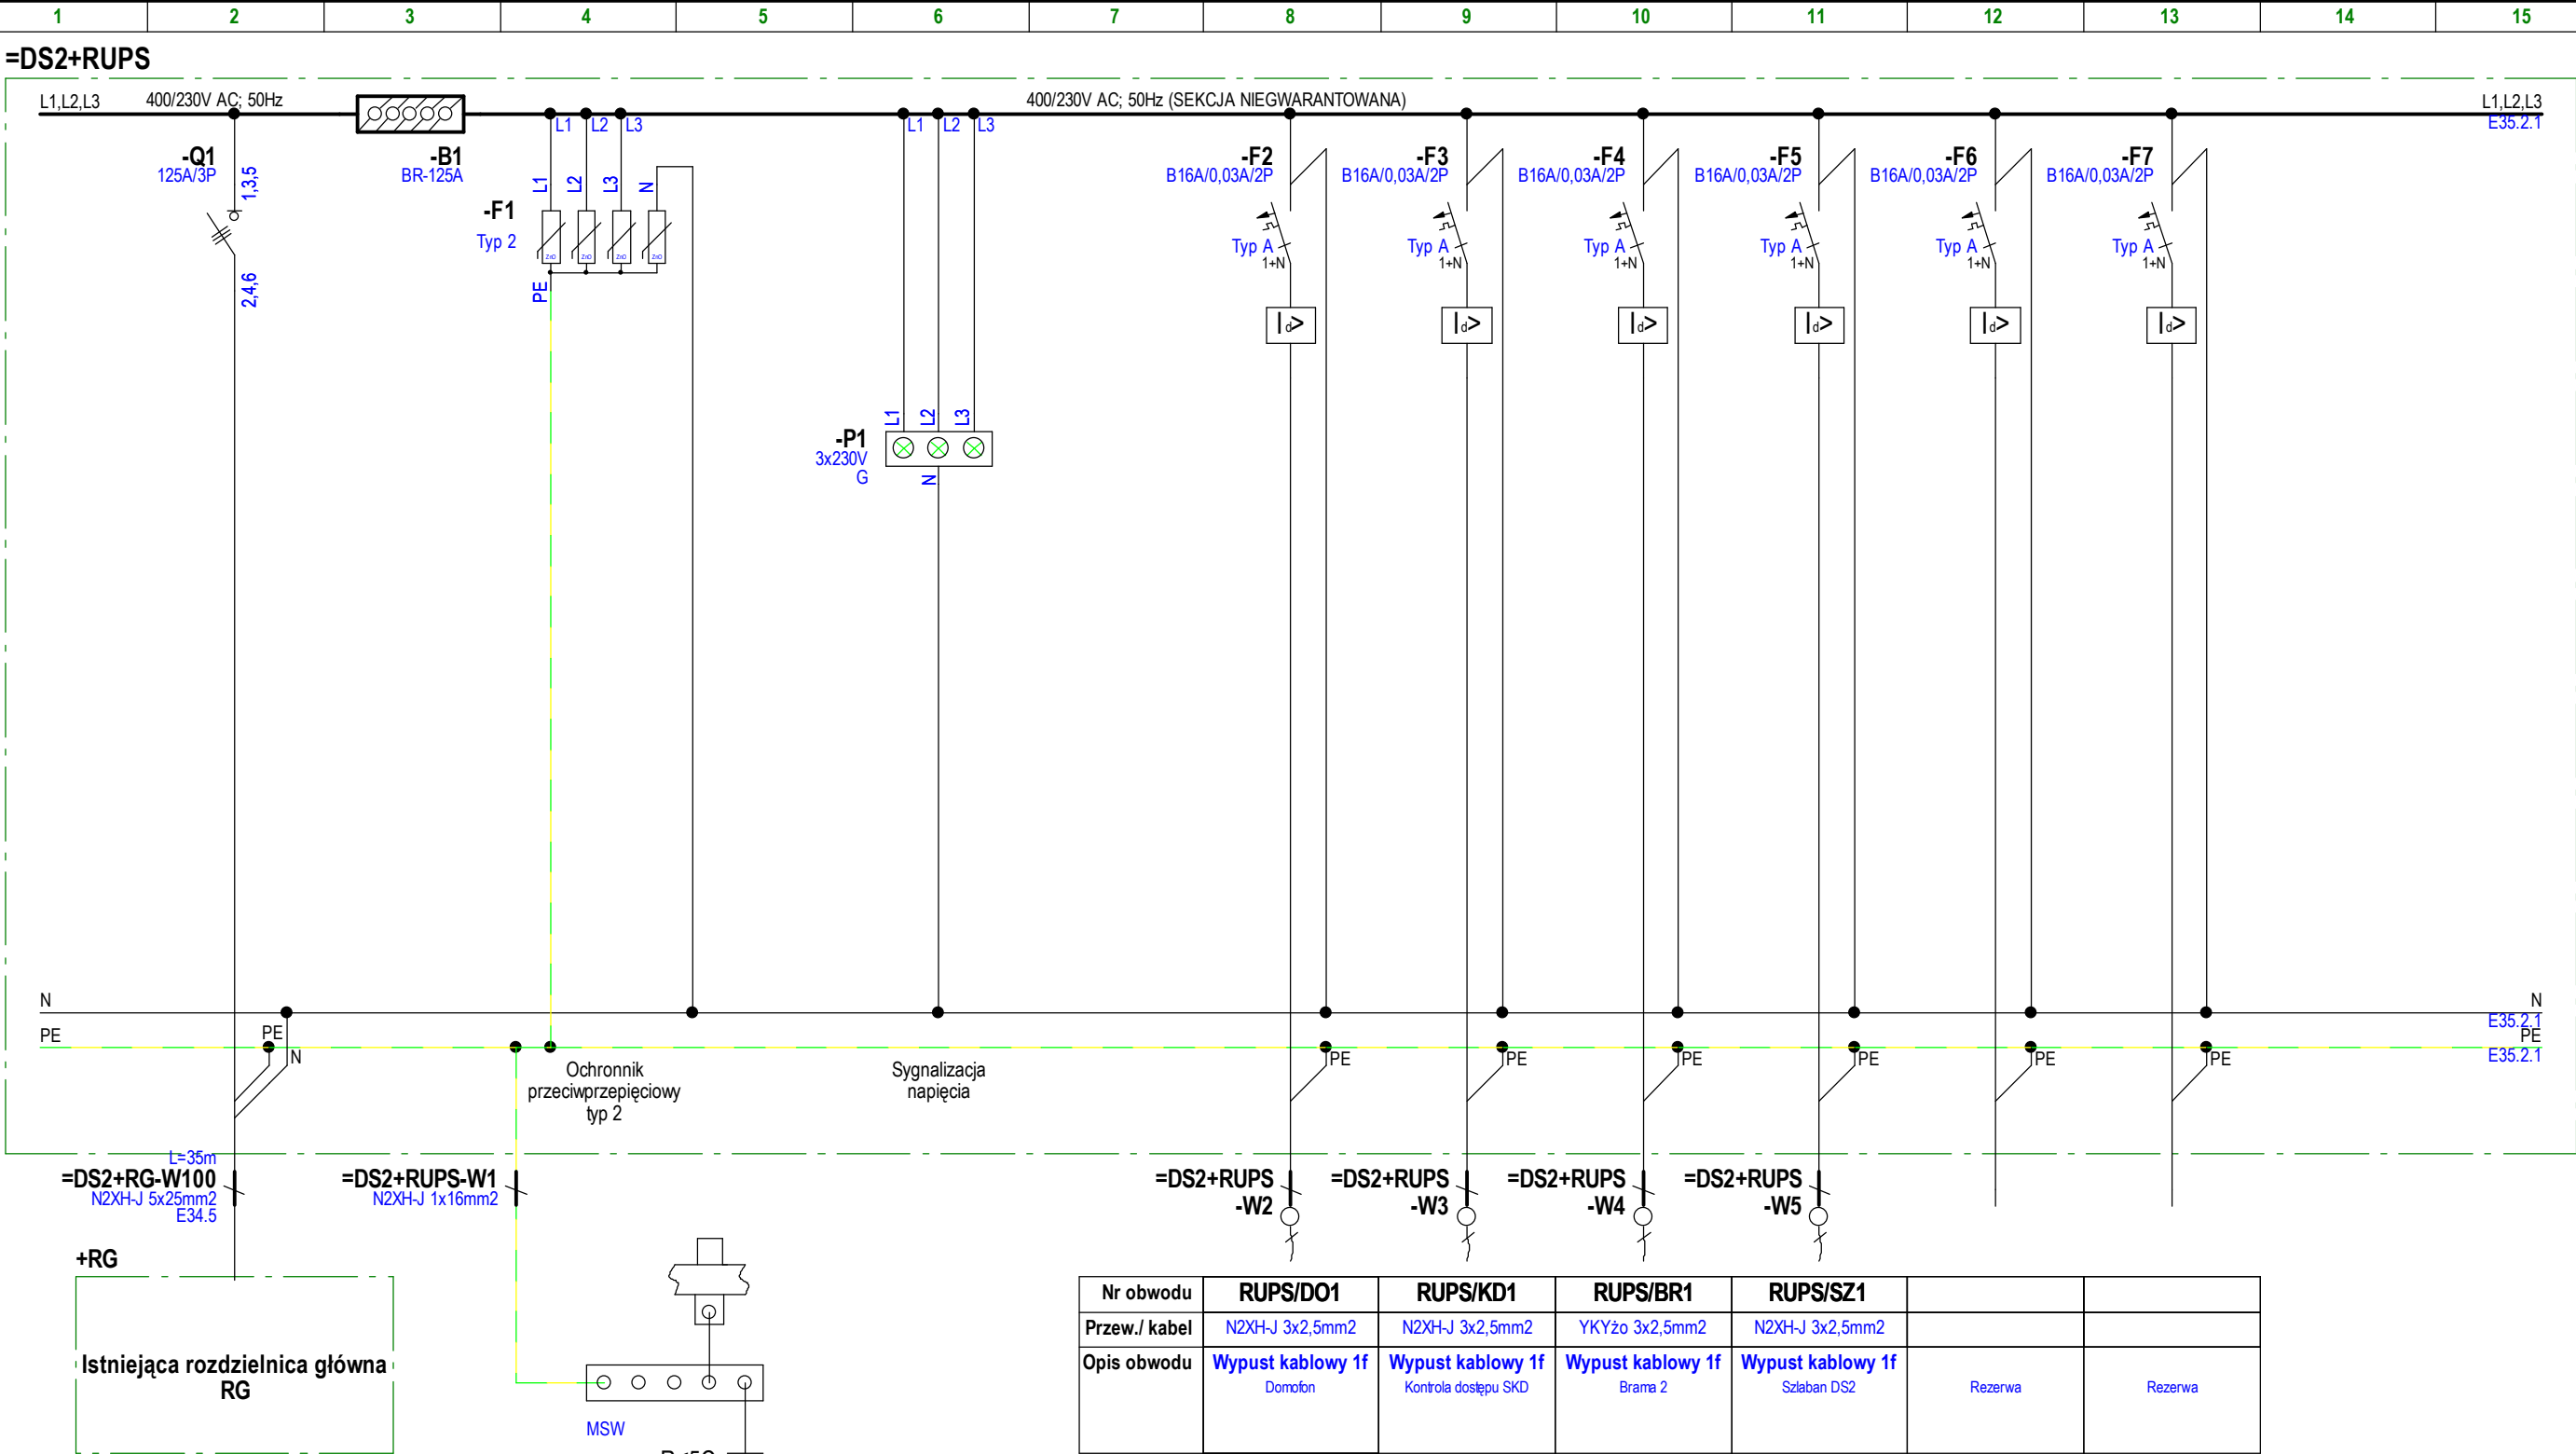 1 2 3 4 5 6 7 8 9 10 11 12 13 14 15
=DS2+RUPS
L1,L2,L3 400/230V AC; 50Hz 400/230V AC; 50Hz (SEKCJA NIEGWARANTOWANA) L1,L2,L3
E35.2.1
L1 L2 L3 L1 L2 L3
-Q1
125A/3P
1,3,5
2,4,6
-B1
BR-125A
-F1
Typ 2
L1 L2 L3 N
ZnO ZnO ZnO ZnO
PE
-P1
3x230V
G
L1 L2 L3
N
-F2
B16A/0,03A/2P
Typ A
1+N
Id>
-F3
B16A/0,03A/2P
Typ A
1+N
Id>
-F4
B16A/0,03A/2P
Typ A
1+N
Id>
-F5
B16A/0,03A/2P
Typ A
1+N
Id>
-F6
B16A/0,03A/2P
Typ A
1+N
Id>
-F7
B16A/0,03A/2P
Typ A
1+N
Id>
N N
E35.2.1
PE PE
E35.2.1
PE
N
PE PE PE PE PE PE
Ochronnik
przeciwprzepięciowy
typ 2
Sygnalizacja
napięcia
L=35m
=DS2+RG-W100
N2XH-J 5x25mm2
E34.5
=DS2+RUPS-W1
N2XH-J 1x16mm2
=DS2+RUPS
-W2
=DS2+RUPS
-W3
=DS2+RUPS
-W4
=DS2+RUPS
-W5
+RG
Istniejąca rozdzielnica główna
RG
MSW
Nr obwodu RUPS/DO1 RUPS/KD1 RUPS/BR1 RUPS/SZ1
Przew./ kabel N2XH-J 3x2,5mm2 N2XH-J 3x2,5mm2 YKYżo 3x2,5mm2 N2XH-J 3x2,5mm2
Opis obwodu Wypust kablowy 1f Wypust kablowy 1f Wypust kablowy 1f Wypust kablowy 1f
Domofon Kontrola dostępu SKD Brama 2 Szlaban DS2 Rezerwa Rezerwa